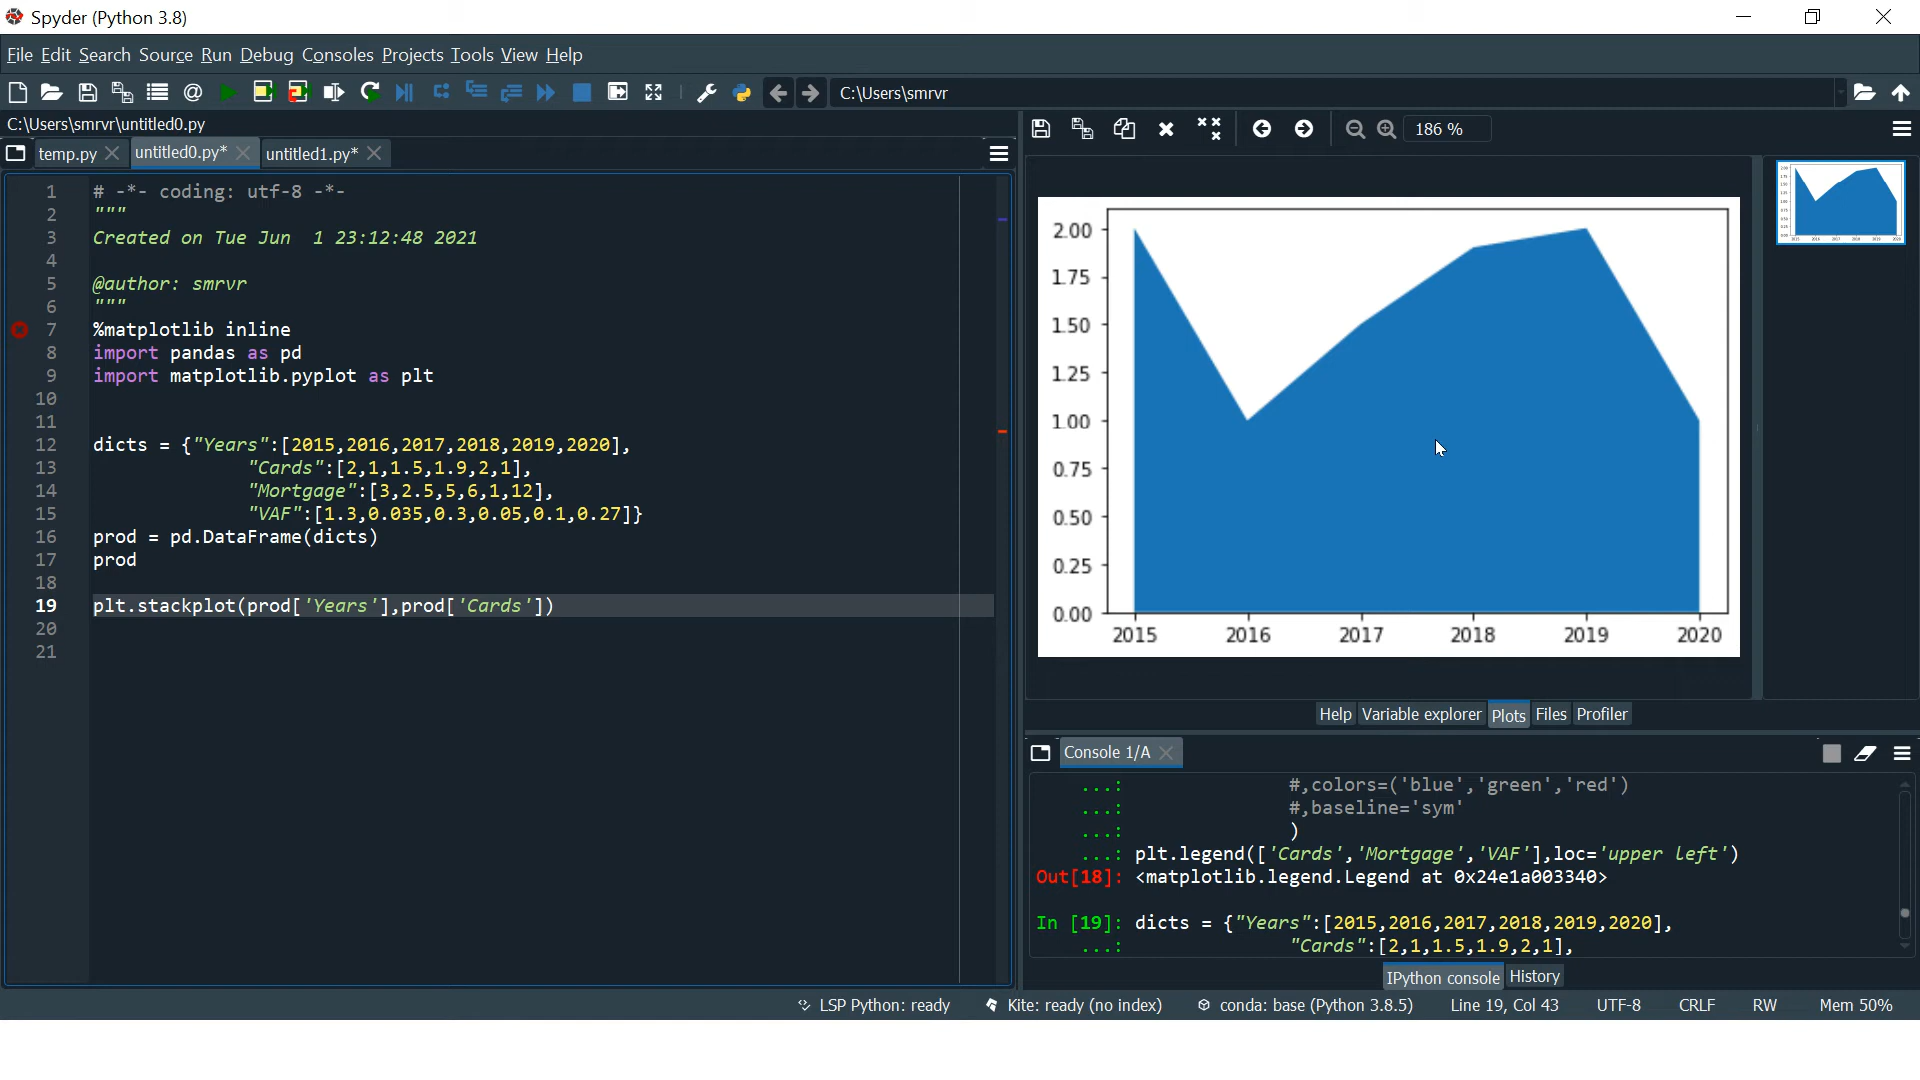 Spyder (Python 3.8)
File Edit Search Source Run Debug Consoles Projects Tools View Help
C:\Users\smrvr
C:\Users\smrvr\untitled0.py
temp.py untitled0.py* untitled1.py*
186 %
1 # -*- coding: utf-8 -*-
2 """
3 Created on Tue Jun  1 23:12:48 2021
4
5 @author: smrvr
6 """
7 %matplotlib inline
8 import pandas as pd
9 import matplotlib.pyplot as plt
10
11
12 dicts = {"Years":[2015,2016,2017,2018,2019,2020],
13 "Cards":[2,1,1.5,1.9,2,1],
14 "Mortgage":[3,2.5,5,6,1,12],
15 "VAF":[1.3,0.035,0.3,0.05,0.1,0.27]}
16 prod = pd.DataFrame(dicts)
17 prod
18
19 plt.stackplot(prod['Years'],prod['Cards'])
20
21
2.00
1.75
1.50
1.25
1.00
0.75
0.50
0.25
0.00
2015 2016 2017 2018 2019 2020
Help Variable explorer Plots Files Profiler
Console 1/A
...: #,colors=('blue','green','red')
...: #,baseline='sym'
...: )
...: plt.legend(['Cards','Mortgage','VAF'],loc='upper left')
Out[18]: <matplotlib.legend.Legend at 0x24e1a003340>
In [19]: dicts = {"Years":[2015,2016,2017,2018,2019,2020],
...: "Cards":[2,1,1.5,1.9,2,1],
IPython console History
LSP Python: ready Kite: ready (no index) conda: base (Python 3.8.5) Line 19, Col 43 UTF-8 CRLF RW Mem 50%